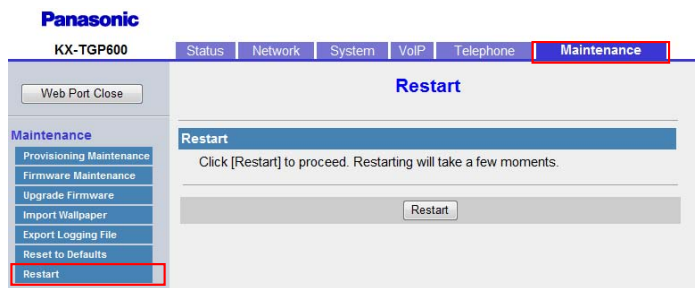 Panasonic
KX-TGP600
Status Network System VoIP Telephone Maintenance
Web Port Close
Restart
Maintenance
Provisioning Maintenance
Firmware Maintenance
Upgrade Firmware
Import Wallpaper
Export Logging File
Reset to Defaults
Restart
Restart
Click [Restart] to proceed. Restarting will take a few moments.
Restart